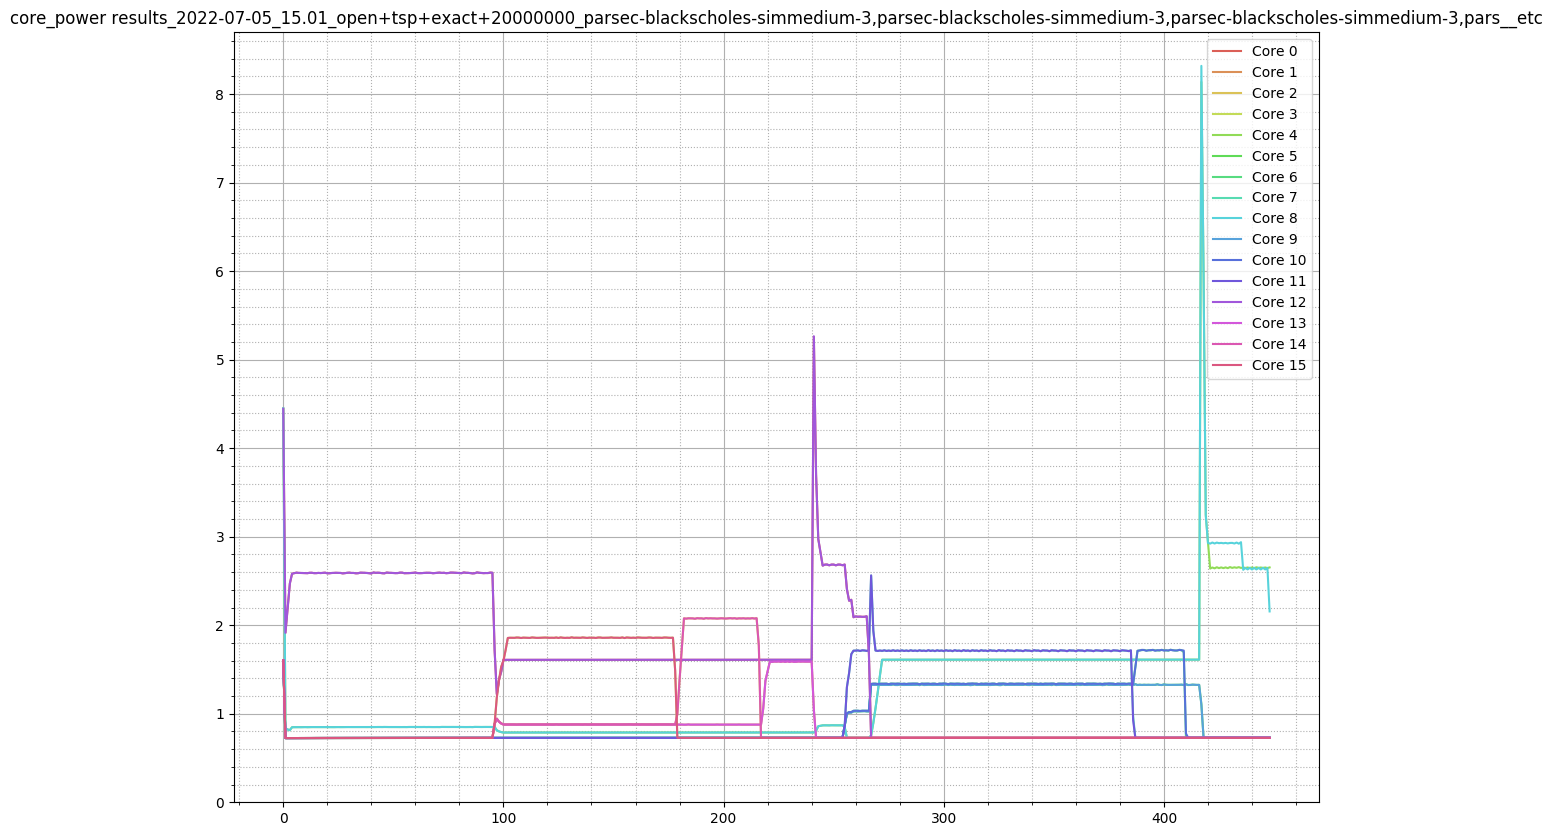 core_power results_2022-07-05_15.01_open+tsp+exact+20000000_parsec-blackscholes-simmedium-3,parsec-blackscholes-simmedium-3,parsec-blackscholes-simmedium-3,pars__etc
Core 0
Core 1
Core 2
Core 3
Core 4
Core 5
Core 6
Core 7
Core 8
Core 9
Core 10
Core 11
Core 12
Core 13
Core 14
Core 15
8
7
6
5
4
3
2
1
0
0 100 200 300 400